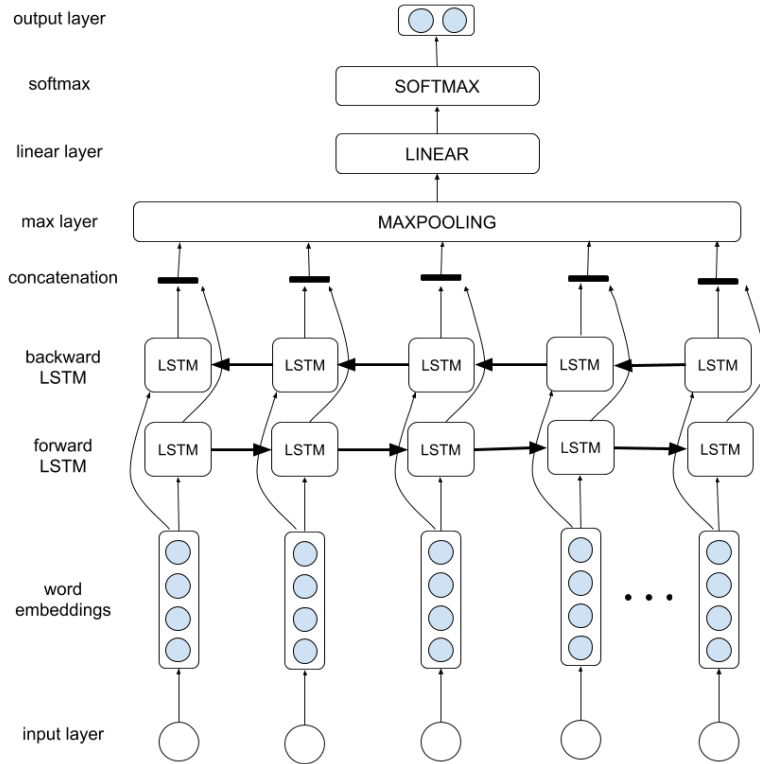 output layer
softmax
SOFTMAX
linear layer
LINEAR
max layer
MAXPOOLING
concatenation
backward
LSTM
LSTM LSTM LSTM LSTM LSTM
forward
LSTM
LSTM LSTM LSTM LSTM LSTM
word
embeddings
input layer